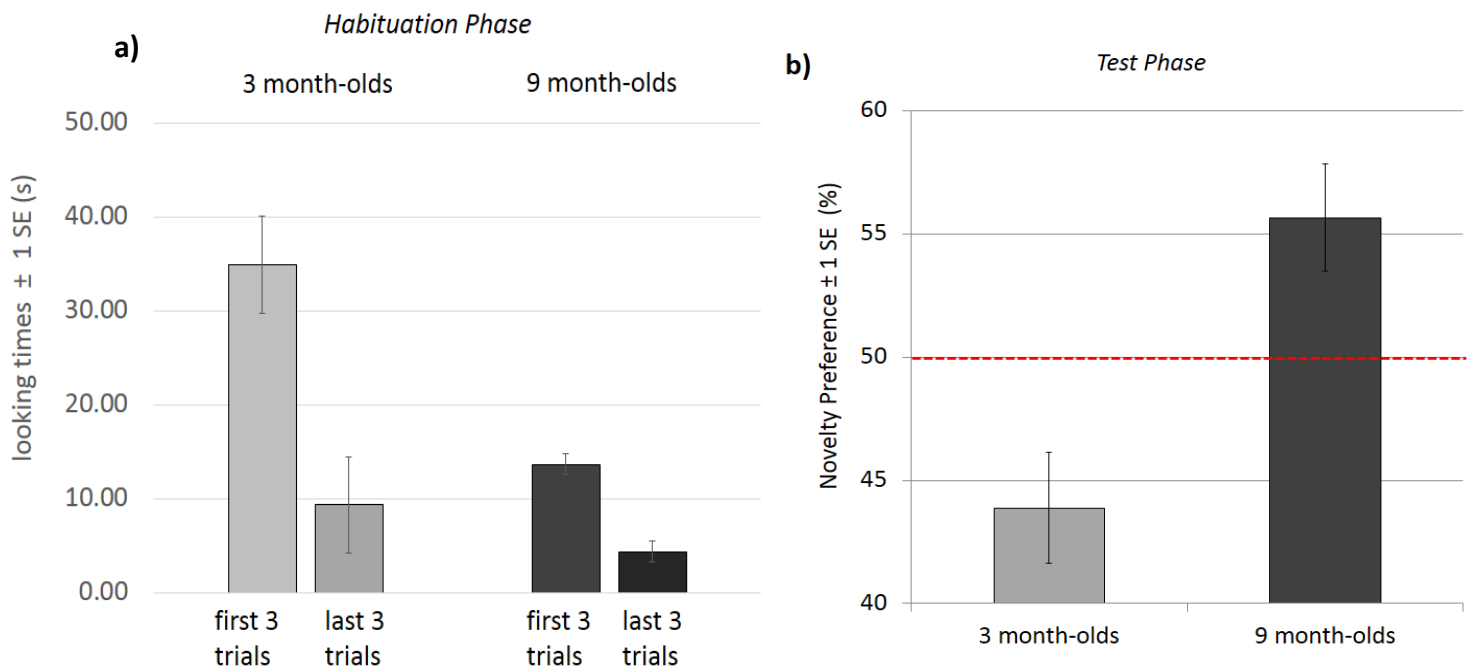 a)
Habituation Phase
3 month-olds
9 month-olds
looking times ± 1 SE (s)
50.00
40.00
30.00
20.00
10.00
0.00
first 3
trials
last 3
trials
first 3
trials
last 3
trials
b)
Test Phase
Novelty Preference ± 1 SE (%)
60
55
50
45
40
3 month-olds
9 month-olds